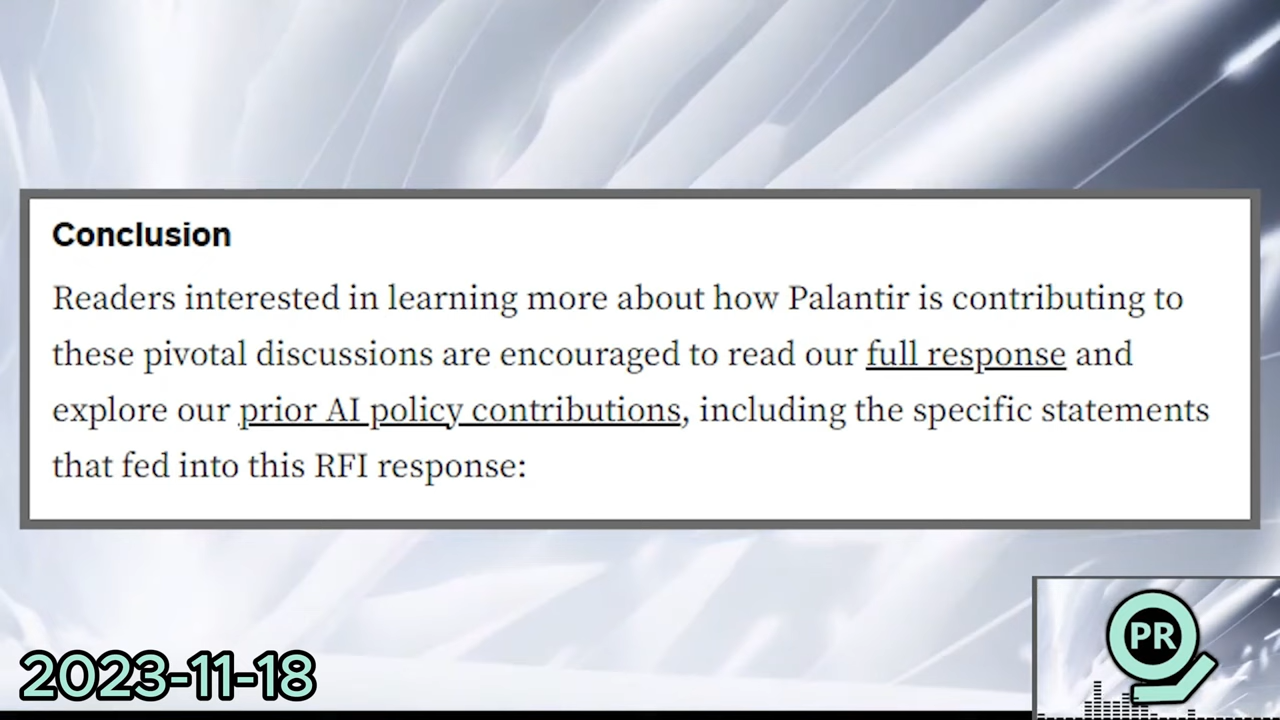 Conclusion
Readers interested in learning more about how Palantir is contributing to
these pivotal discussions are encouraged to read our full response and
explore our prior AI policy contributions, including the specific statements
that fed into this RFI response:
PR
2023-11-18